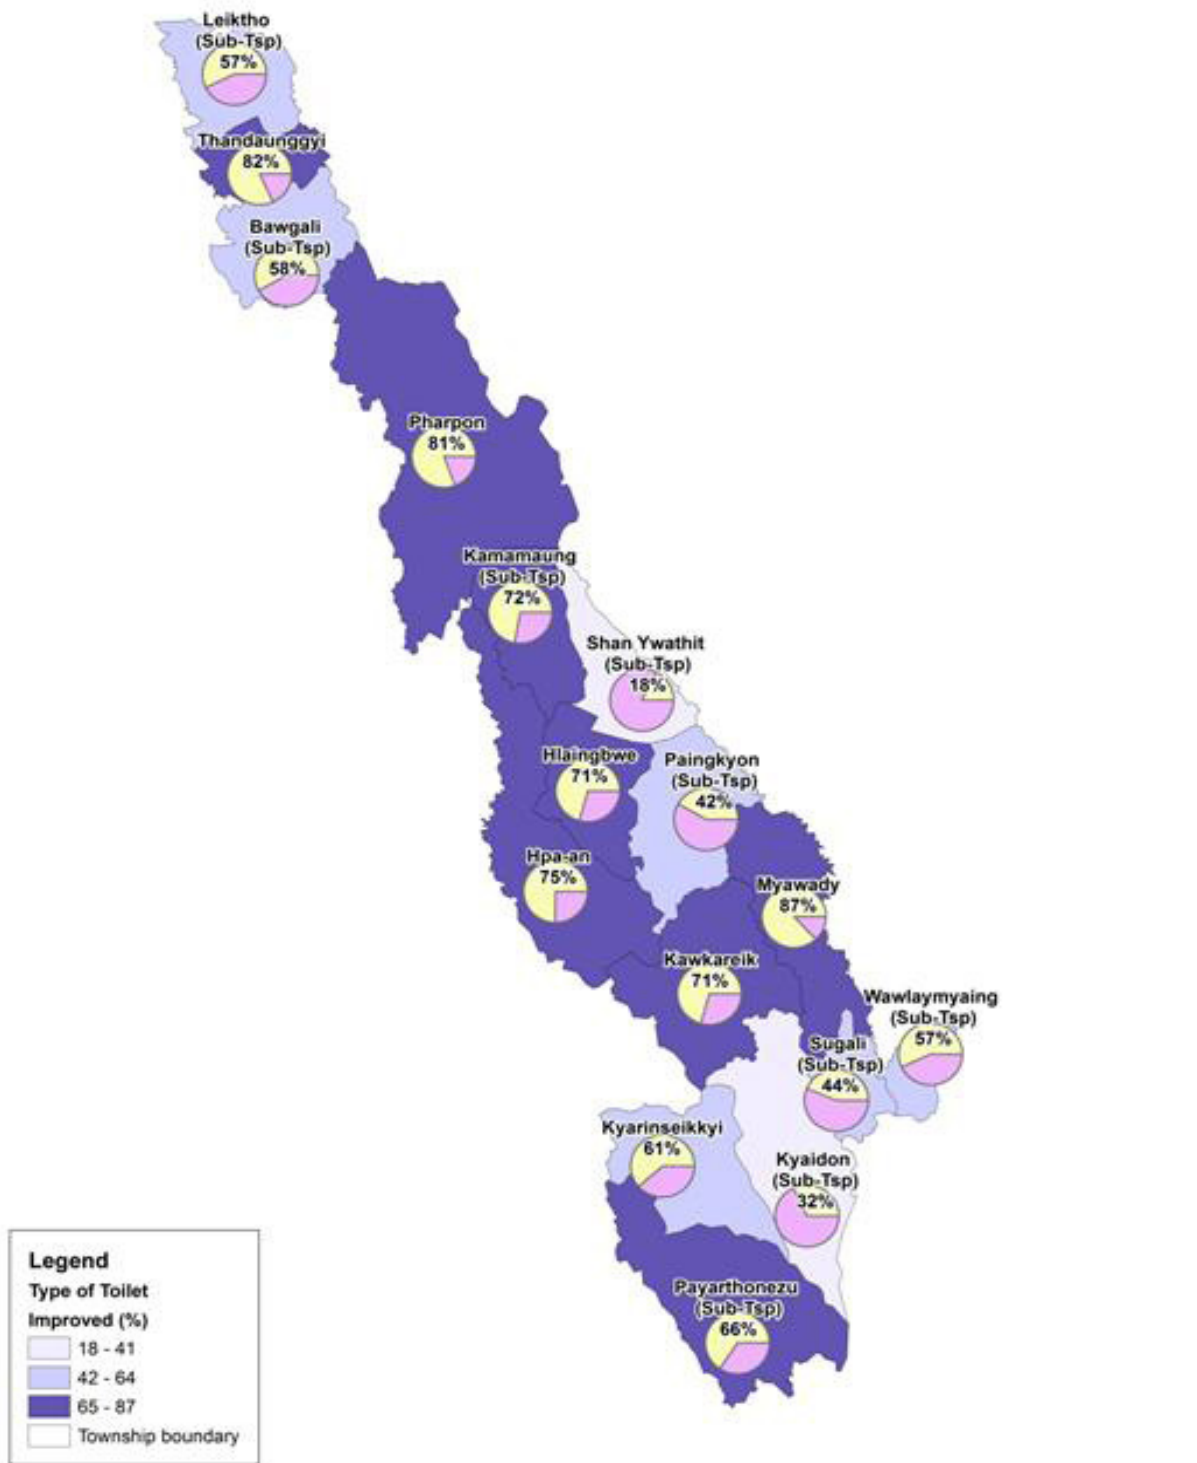 Leiktho
(Sub-Tsp)
57%
Thandaunggyi
82%
Bawgali
(Sub-Tsp)
58%
Pharpon
81%
Kamamaung
(Sub-Tsp)
72%
Shan Ywathit
(Sub-Tsp)
18%
Hlaingbwe
71%
Paingkyon
(Sub-Tsp)
42%
Hpa-an
75%
Myawady
87%
Kawkareik
71%
Wawlaymyaing
(Sub-Tsp)
57%
Sugali
(Sub-Tsp)
44%
Kyarinseikkyi
61%
Kyaidon
(Sub-Tsp)
32%
Payarthonezu
(Sub-Tsp)
66%
Legend
Type of Toilet
Improved (%)
18 - 41
42 - 64
65 - 87
Township boundary